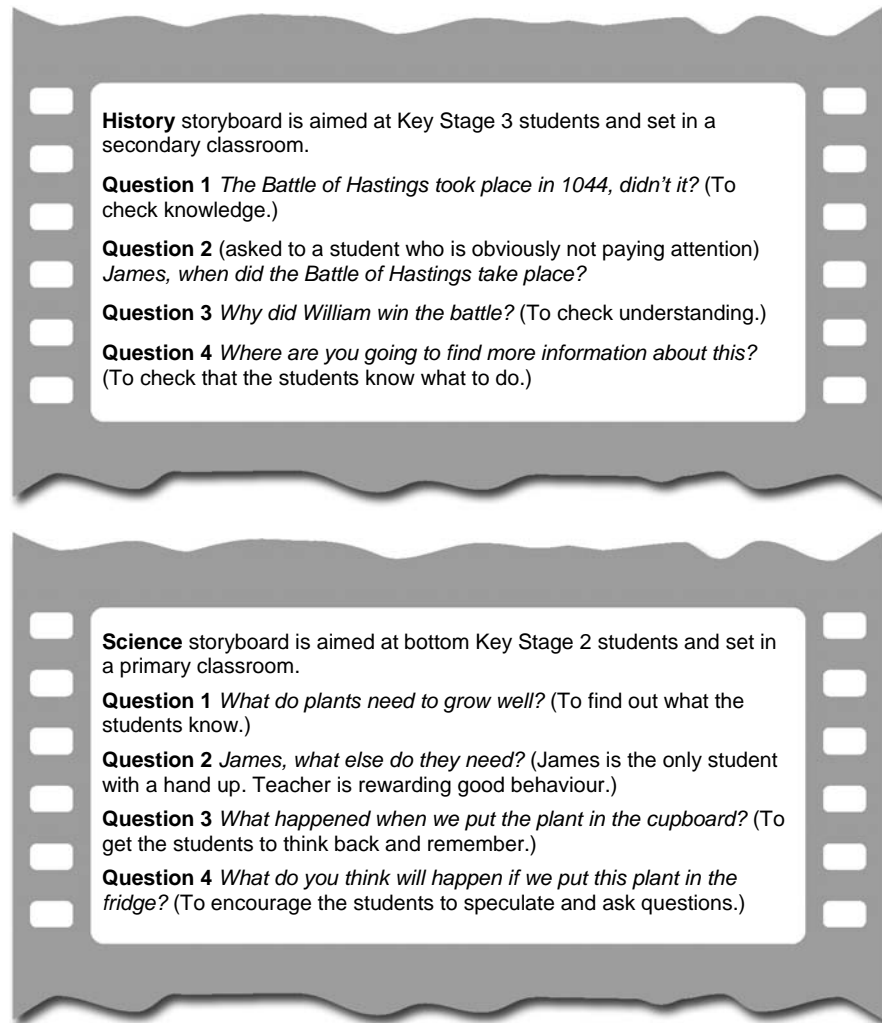 History storyboard is aimed at Key Stage 3 students and set in a
secondary classroom.
Question 1 The Battle of Hastings took place in 1044, didn't it? (To
check knowledge.)
Question 2 (asked to a student who is obviously not paying attention)
James, when did the Battle of Hastings take place?
Question 3 Why did William win the battle? (To check understanding.)
Question 4 Where are you going to find more information about this?
(To check that the students know what to do.)
Science storyboard is aimed at bottom Key Stage 2 students and set in
a primary classroom.
Question 1 What do plants need to grow well? (To find out what the
students know.)
Question 2 James, what else do they need? (James is the only student
with a hand up. Teacher is rewarding good behaviour.)
Question 3 What happened when we put the plant in the cupboard? (To
get the students to think back and remember.)
Question 4 What do you think will happen if we put this plant in the
fridge? (To encourage the students to speculate and ask questions.)